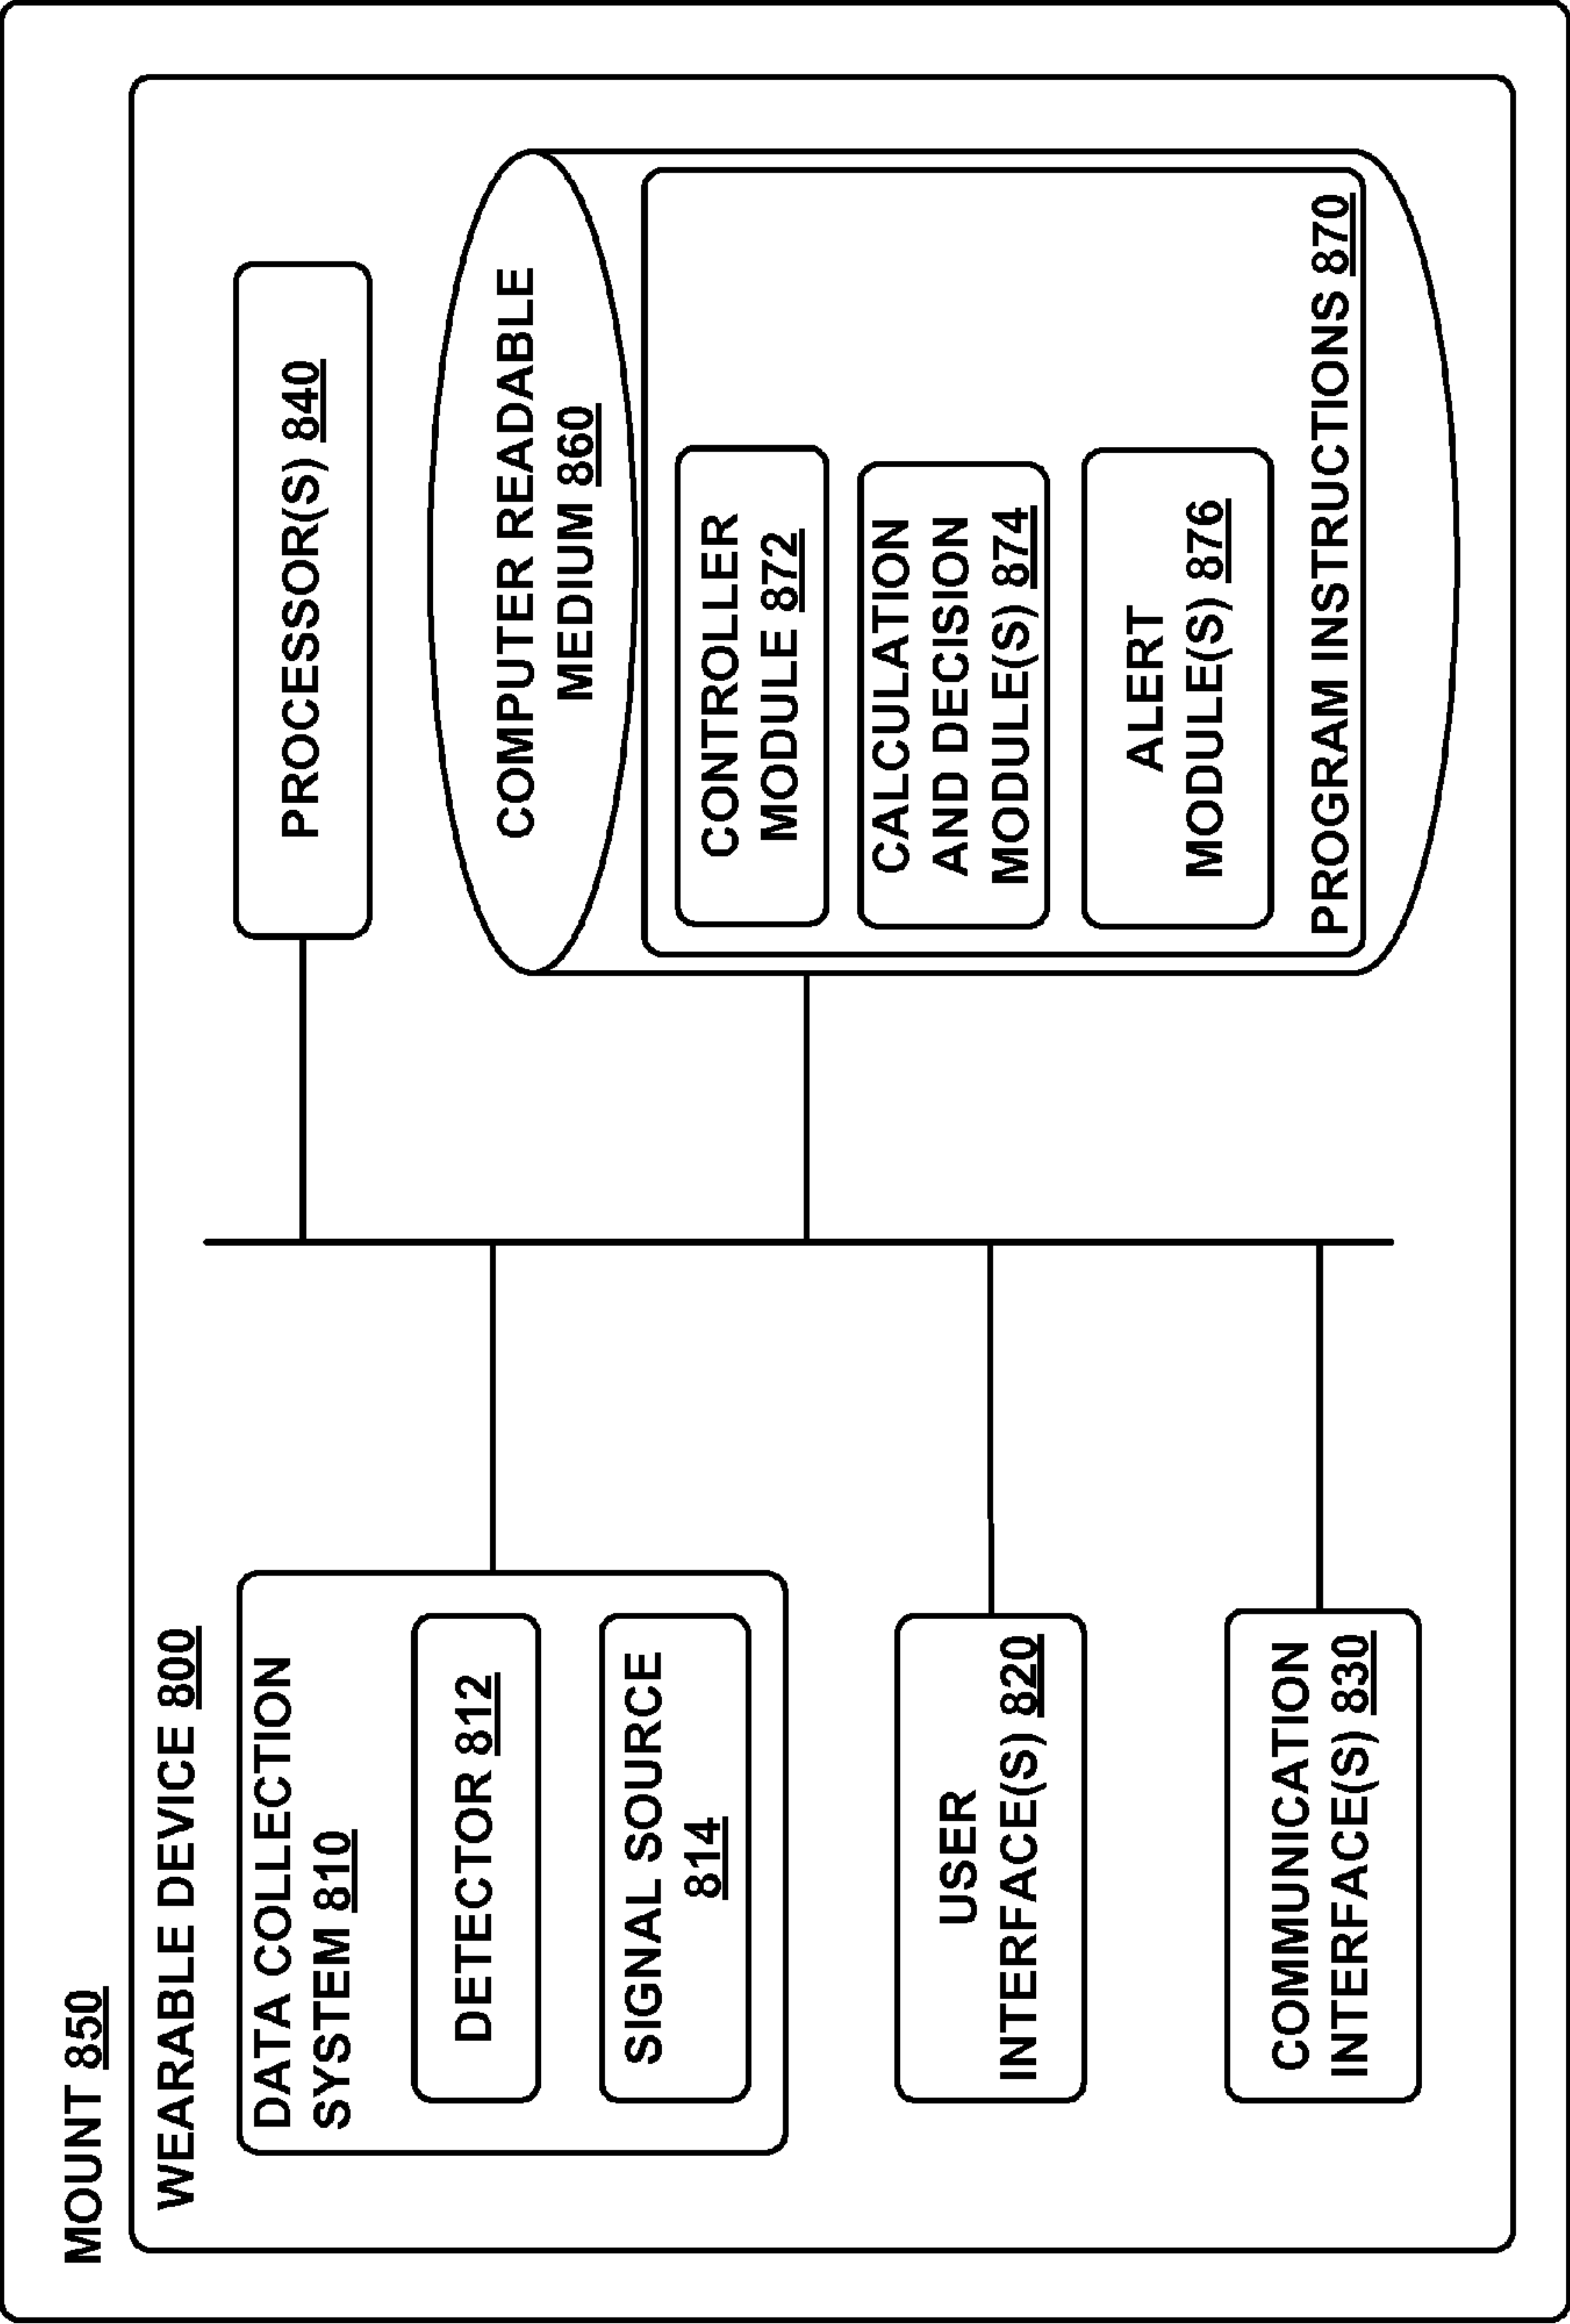 MOUNT 850
WEARABLE DEVICE 800
DATA COLLECTION
SYSTEM 810
DETECTOR 812
SIGNAL SOURCE
814
USER
INTERFACE(S) 820
COMMUNICATION
INTERFACE(S) 830
PROCESSOR(S) 840
COMPUTER READABLE
MEDIUM 860
CONTROLLER
MODULE 872
CALCULATION
AND DECISION
MODULE(S) 874
ALERT
MODULE(S) 876
PROGRAM INSTRUCTIONS 870